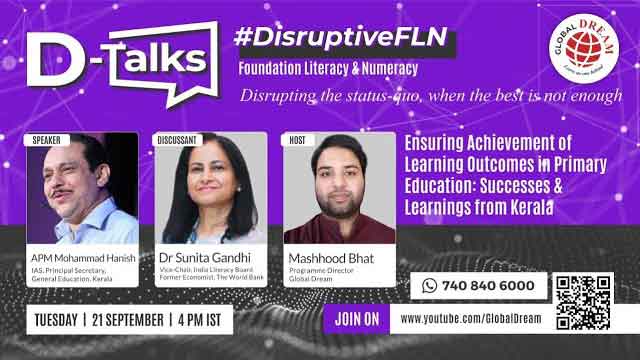 D-Talks
#DisruptiveFLN
Foundation Literacy & Numeracy
Disrupting the status-quo, when the best is not enough
GLOBAL DREAM
SPEAKER
APM Mohammad Hanish
IAS, Principal Secretary,
General Education, Kerala
DISCUSSANT
Dr Sunita Gandhi
Vice-Chair, India Literacy Board
Former Economist, The World Bank
HOST
Mashhood Bhat
Programme Director
Global Dream
Ensuring Achievement of
Learning Outcomes in Primary
Education: Successes &
Learnings from Kerala
740 840 6000
TUESDAY | 21 SEPTEMBER | 4 PM IST
JOIN ON
www.youtube.com/GlobalDream